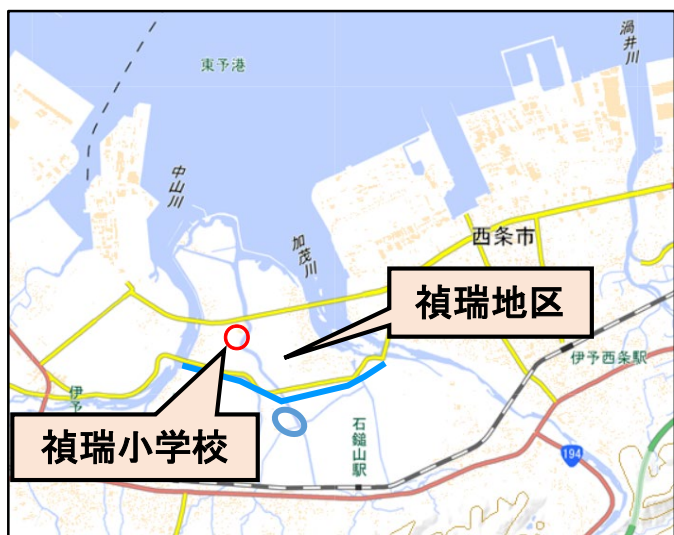 渦井川
東予港
中山川
加茂川
西条市
禎瑞地区
伊予西条駅
伊予
禎瑞小学校
石鎚山駅
194